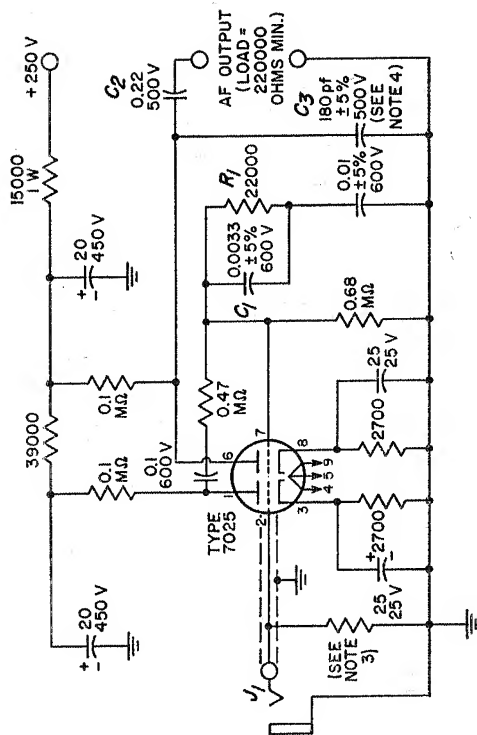 +250 V
15000
1 W
20
450 V
+
-
39000
20
450 V
+
-
0.1
MΩ
0.1
MΩ
C2
0.22
500 V
AF OUTPUT
(LOAD=
220000
OHMS MIN.)
C3
180 pf
±5%
500 V
(SEE
NOTE 4)
R1
22000
0.0033
±5%
600 V
C1
0.01
±5%
600 V
0.47
MΩ
0.68
MΩ
0.1
600 V
TYPE
7025
1
6
2
7
3
8
4
5
9
25
25 V
2700
2700
+
-
25
25 V
J1
(SEE
NOTE
3)